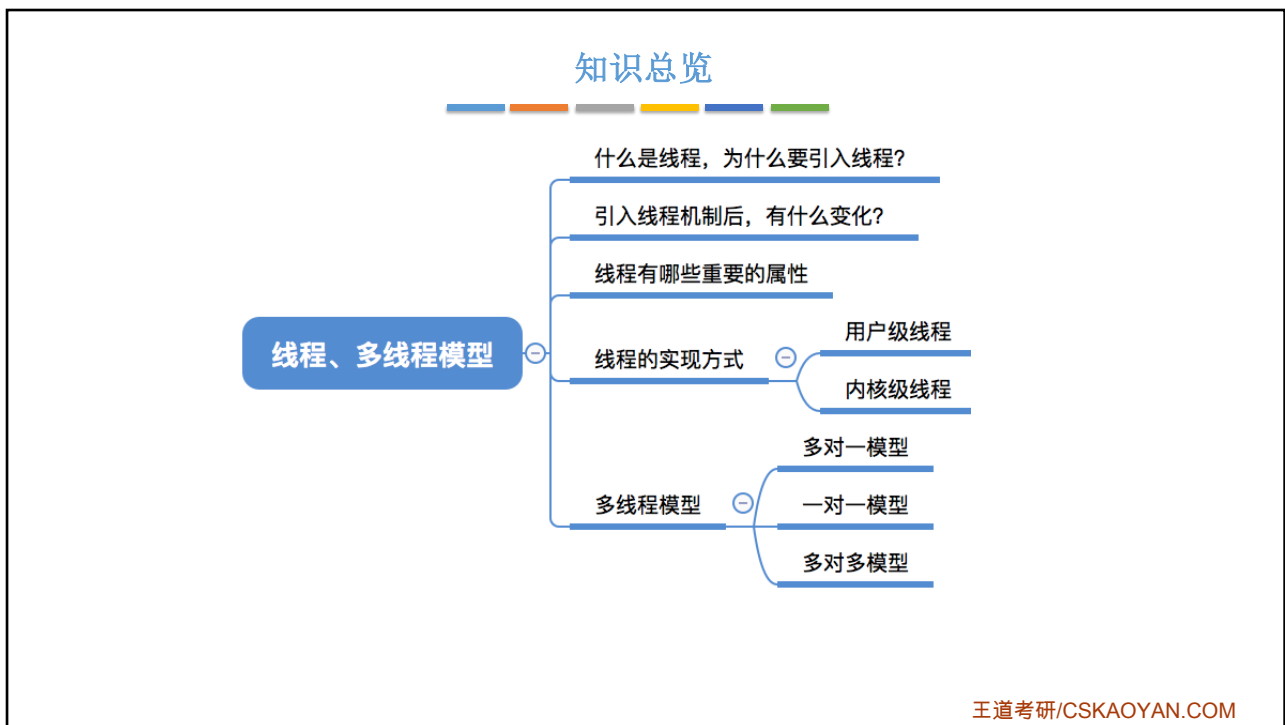 知识总览
什么是线程，为什么要引入线程？
引入线程机制后，有什么变化？
线程有哪些重要的属性
线程、多线程模型
线程的实现方式
用户级线程
内核级线程
多线程模型
多对一模型
一对一模型
多对多模型
王道考研/CSKAOYAN.COM